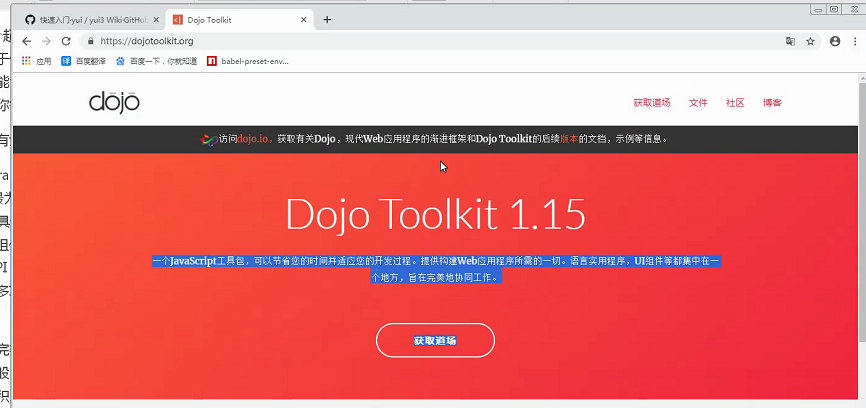 快速入门·yui / yui3 Wiki·GitHub
Dojo Toolkit
https://dojotoolkit.org
应用 百度翻译 百度一下，你就知道 babel-preset-env...
dojo 获取道场 文件 社区 博客
访问dojo.io，获取有关Dojo，现代Web应用程序的渐进框架和Dojo Toolkit的后续版本的文档，示例等信息。
Dojo Toolkit 1.15
一个JavaScript工具包，可以节省您的时间并适应您的开发过程。提供构建Web应用程序所需的一切。语言实用程序，UI组件等都集中在一
个地方，旨在完美地协同工作。
获取道场